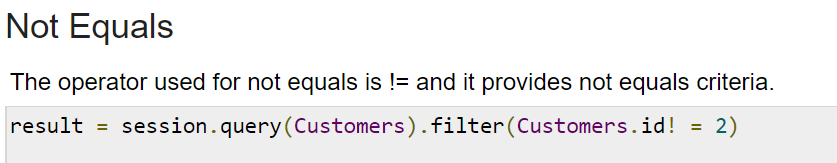 Not Equals
The operator used for not equals is != and it provides not equals criteria.
result = session.query(Customers).filter(Customers.id! = 2)